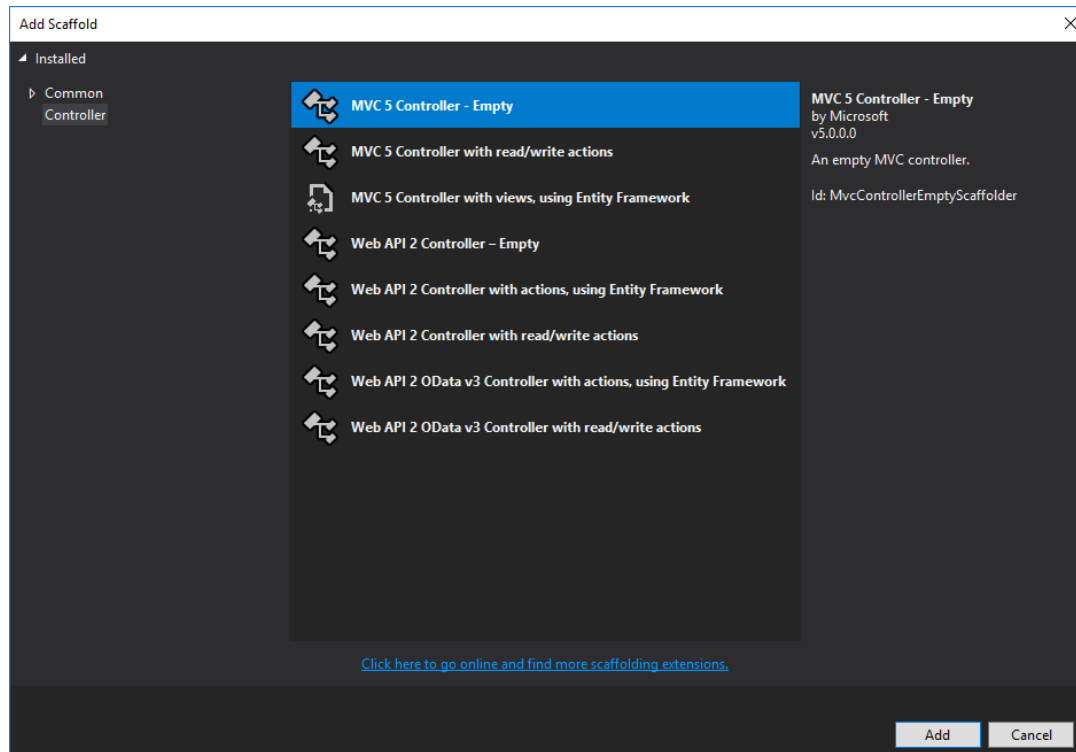 Add Scaffold
Installed
Common
Controller
MVC 5 Controller - Empty
MVC 5 Controller with read/write actions
MVC 5 Controller with views, using Entity Framework
Web API 2 Controller – Empty
Web API 2 Controller with actions, using Entity Framework
Web API 2 Controller with read/write actions
Web API 2 OData v3 Controller with actions, using Entity Framework
Web API 2 OData v3 Controller with read/write actions
Click here to go online and find more scaffolding extensions.
MVC 5 Controller - Empty
by Microsoft
v5.0.0.0
An empty MVC controller.
Id: MvcControllerEmptyScaffolder
Add
Cancel